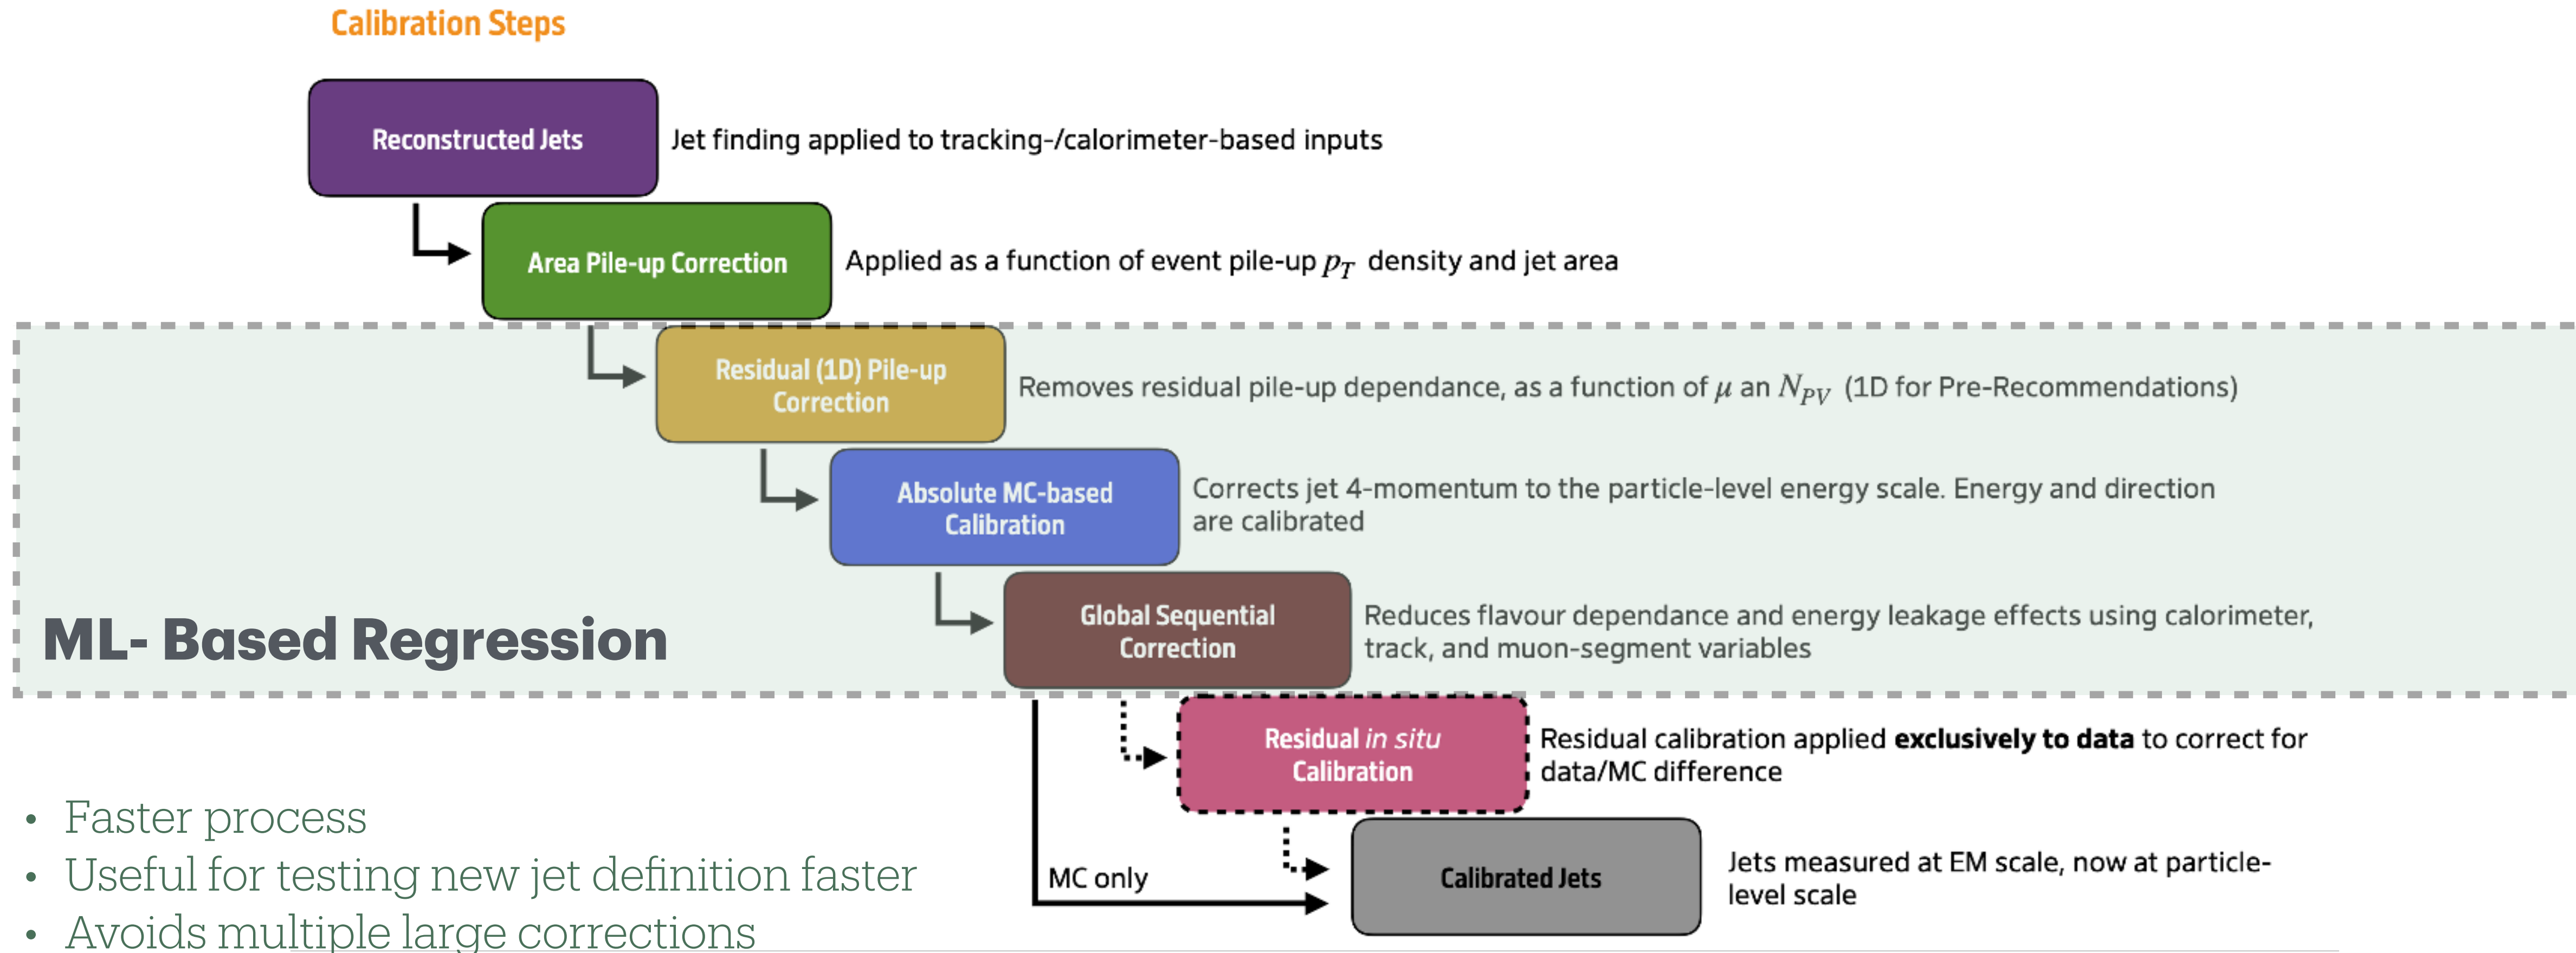 Calibration Steps
Reconstructed Jets
Jet finding applied to tracking-/calorimeter-based inputs
Area Pile-up Correction
Applied as a function of event pile-up p_T density and jet area
Residual (1D) Pile-up
Correction
Removes residual pile-up dependance, as a function of μ an N_PV (1D for Pre-Recommendations)
Absolute MC-based
Calibration
Corrects jet 4-momentum to the particle-level energy scale. Energy and direction
are calibrated
Global Sequential
Correction
Reduces flavour dependance and energy leakage effects using calorimeter,
track, and muon-segment variables
ML- Based Regression
Residual in situ
Calibration
Residual calibration applied exclusively to data to correct for
data/MC difference
MC only
Calibrated Jets
Jets measured at EM scale, now at particle-
level scale
• Faster process
• Useful for testing new jet definition faster
• Avoids multiple large corrections